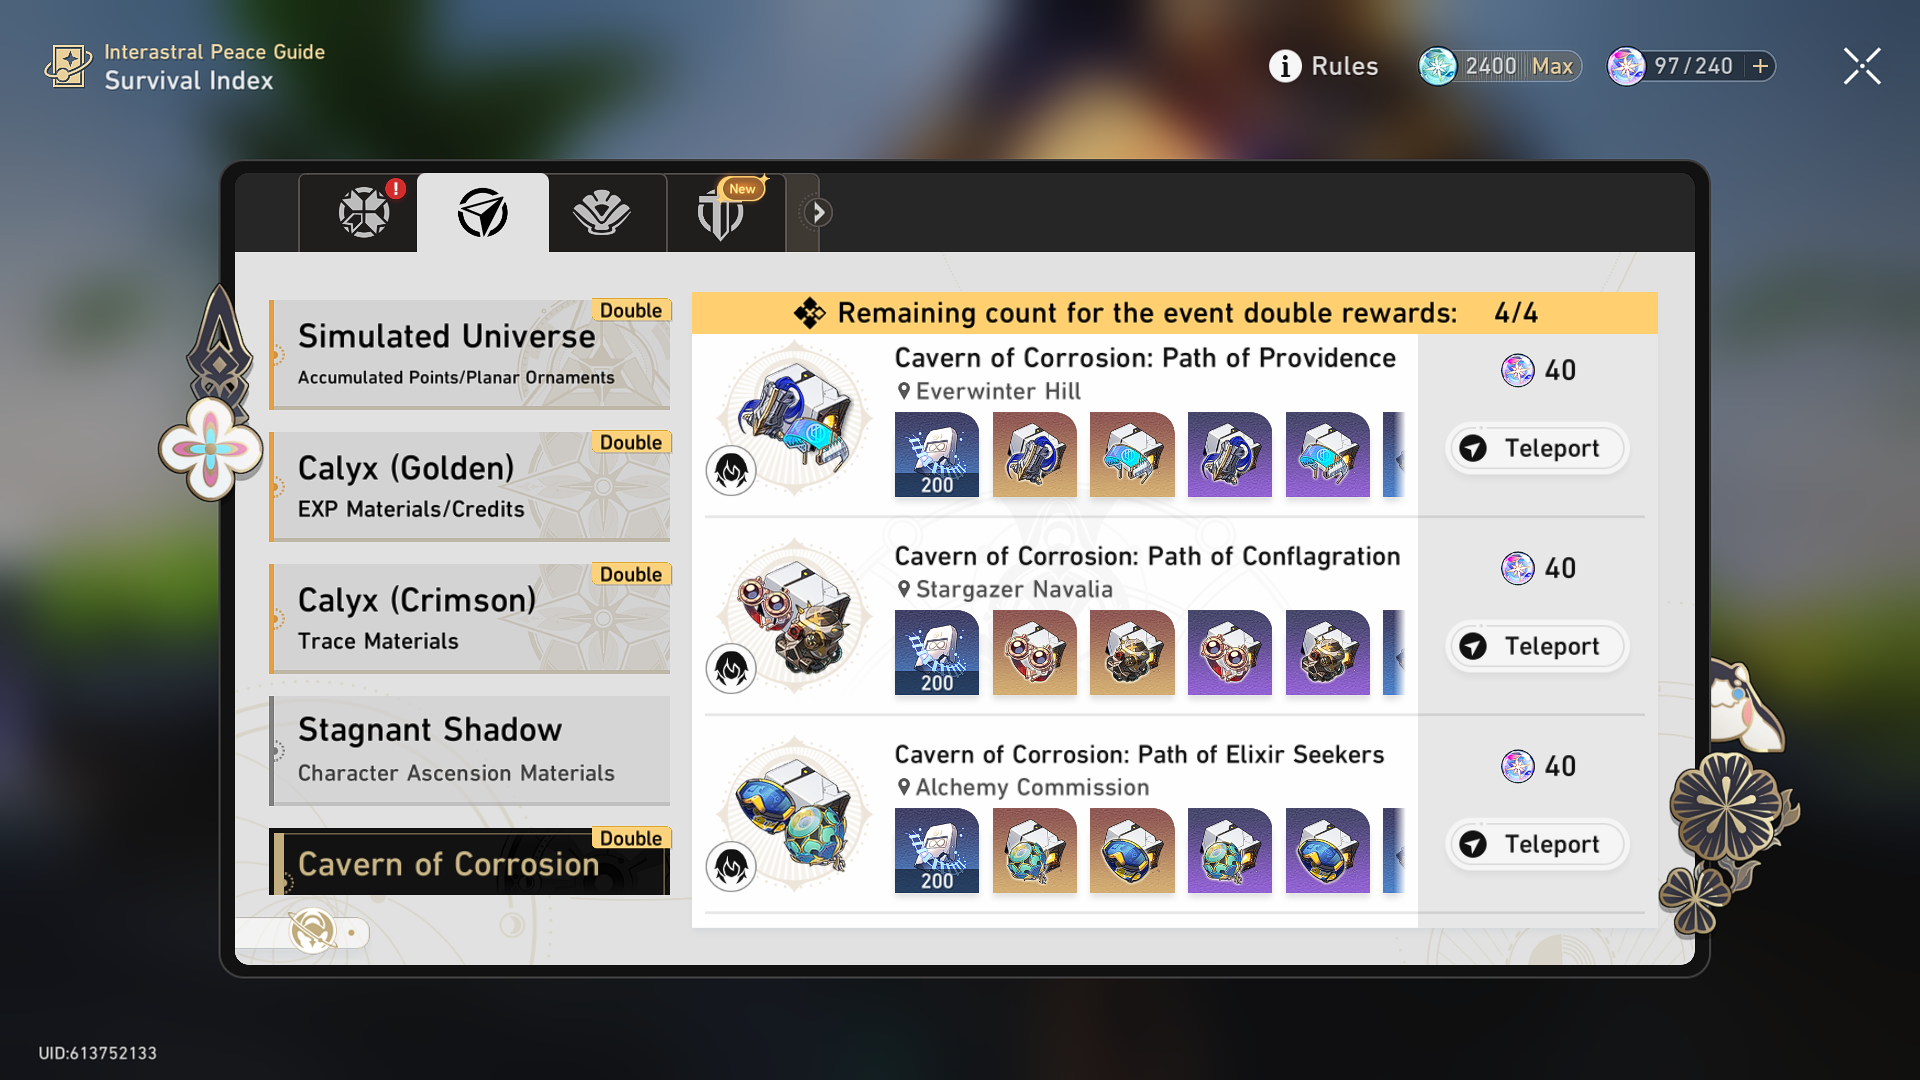 Interastral Peace Guide
Survival Index
Rules
2400 Max
97/240
New
Double
Simulated Universe
Accumulated Points/Planar Ornaments
Double
Calyx (Golden)
EXP Materials/Credits
Double
Calyx (Crimson)
Trace Materials
Stagnant Shadow
Character Ascension Materials
Double
Cavern of Corrosion
Remaining count for the event double rewards: 4/4
Cavern of Corrosion: Path of Providence
Everwinter Hill
200
40
Teleport
Cavern of Corrosion: Path of Conflagration
Stargazer Navalia
200
40
Teleport
Cavern of Corrosion: Path of Elixir Seekers
Alchemy Commission
200
40
Teleport
UID:613752133